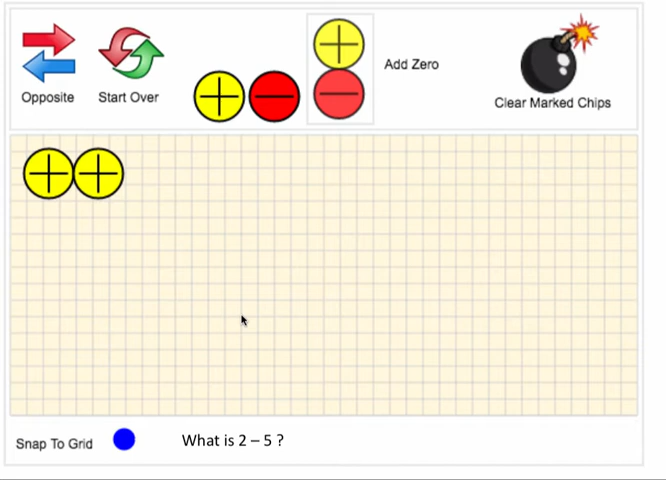 Opposite
Start Over
Add Zero
Clear Marked Chips
Snap To Grid
What is 2 – 5 ?